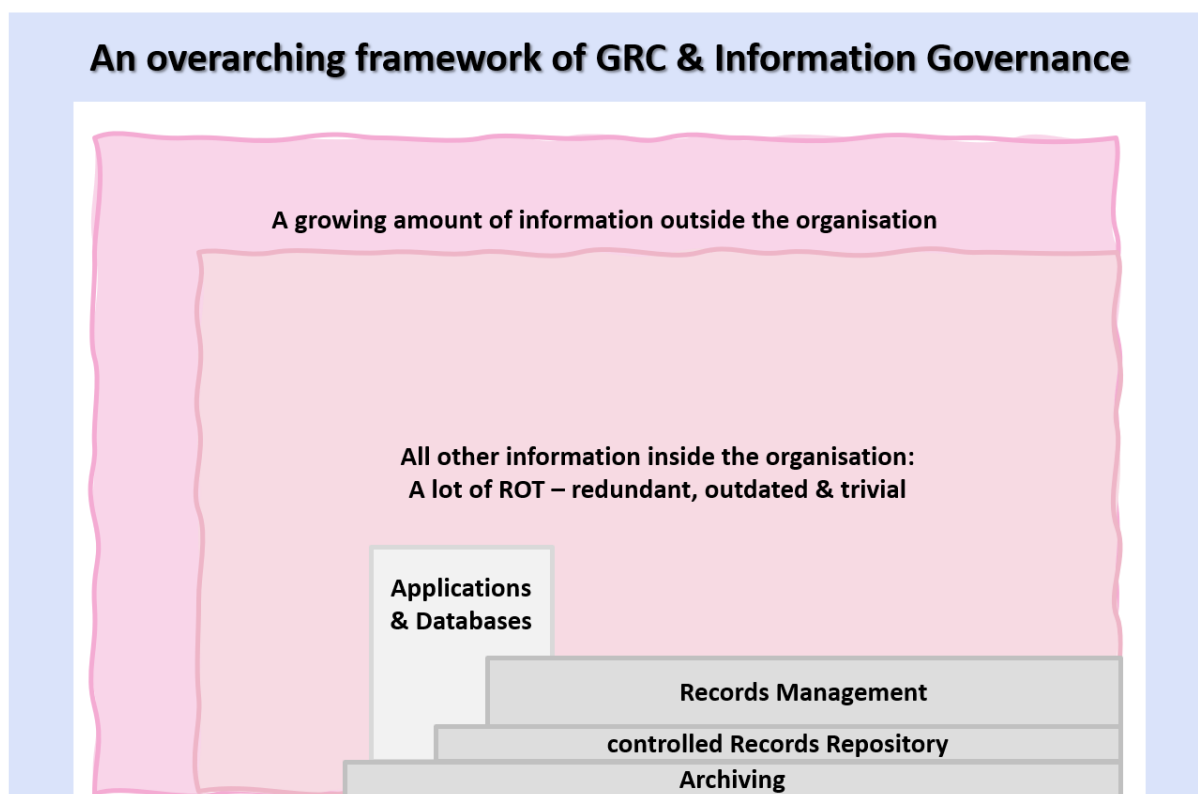 An overarching framework of GRC & Information Governance
A growing amount of information outside the organisation
All other information inside the organisation:
A lot of ROT – redundant, outdated & trivial
Applications
& Databases
Records Management
controlled Records Repository
Archiving